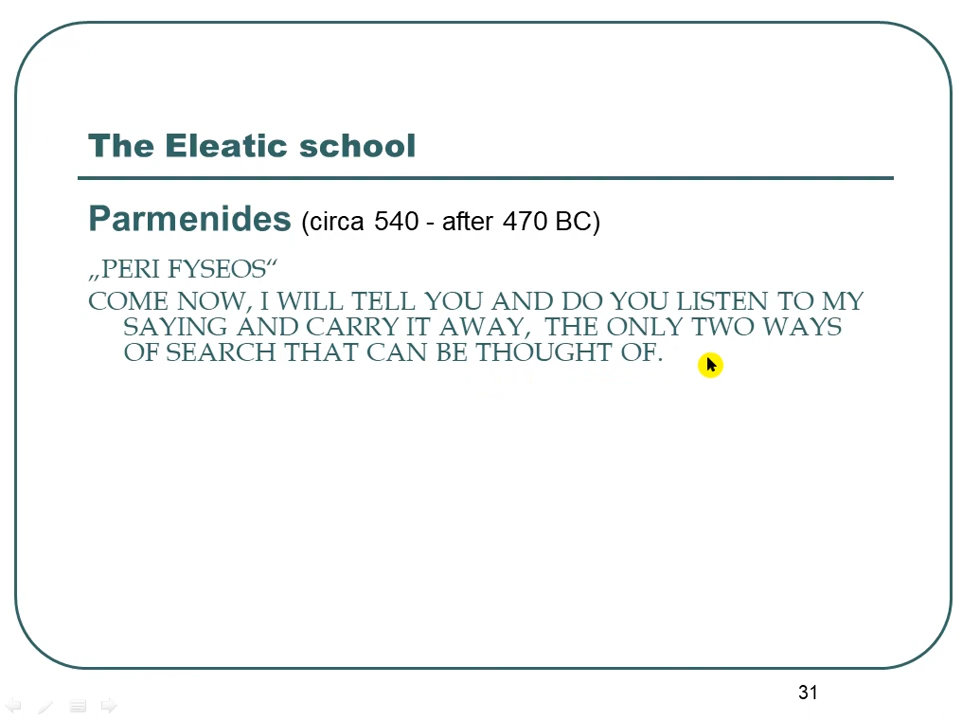 The Eleatic school
Parmenides (circa 540 - after 470 BC)
„PERI FYSEOS“
COME NOW, I WILL TELL YOU AND DO YOU LISTEN TO MY
SAYING AND CARRY IT AWAY, THE ONLY TWO WAYS
OF SEARCH THAT CAN BE THOUGHT OF.
31